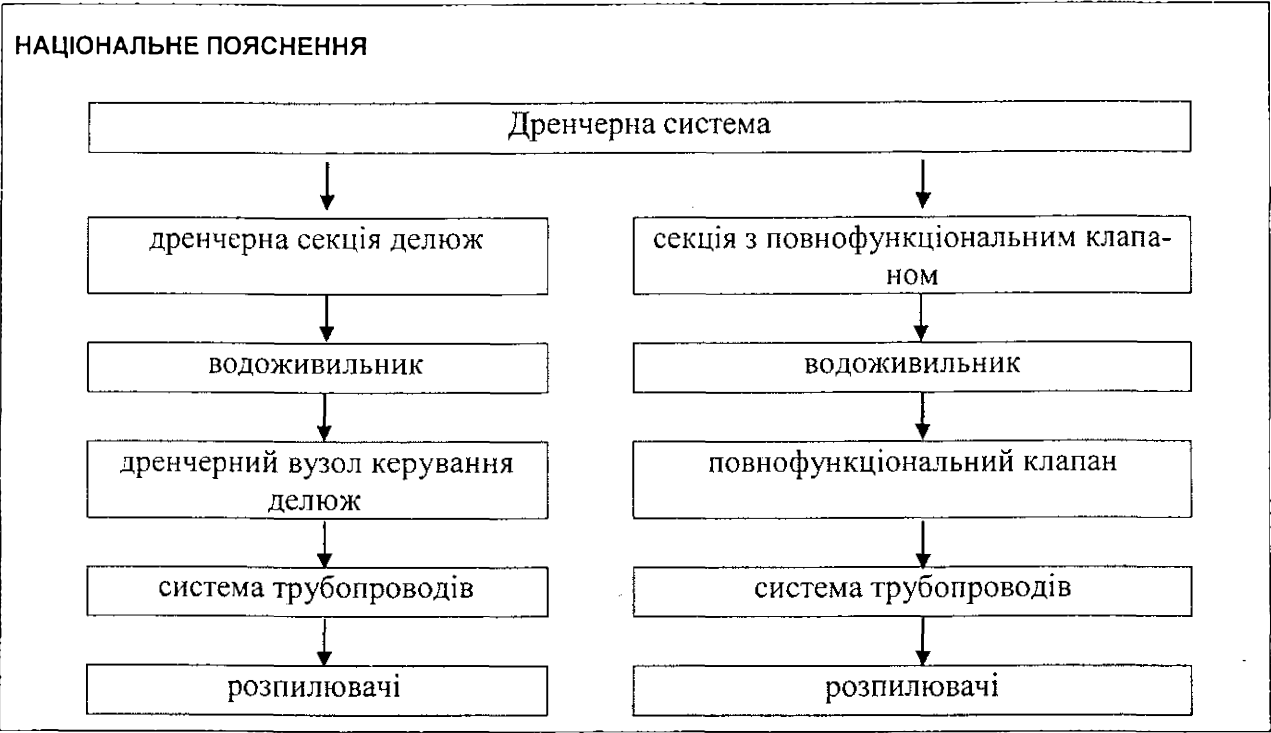 НАЦІОНАЛЬНЕ ПОЯСНЕННЯ
Дренчерна система
дренчерна секція делюж
секція з повнофункціональним клапа-
ном
водоживильник
водоживильник
дренчерний вузол керування
делюж
повнофункціональний клапан
система трубопроводів
система трубопроводів
розпилювачі
розпилювачі